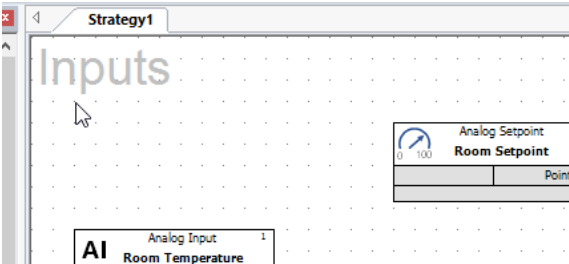 Strategy1
Inputs
Analog Setpoint
Room Setpoint
0 100
Point
Analog Input 1
AI
Room Temperature